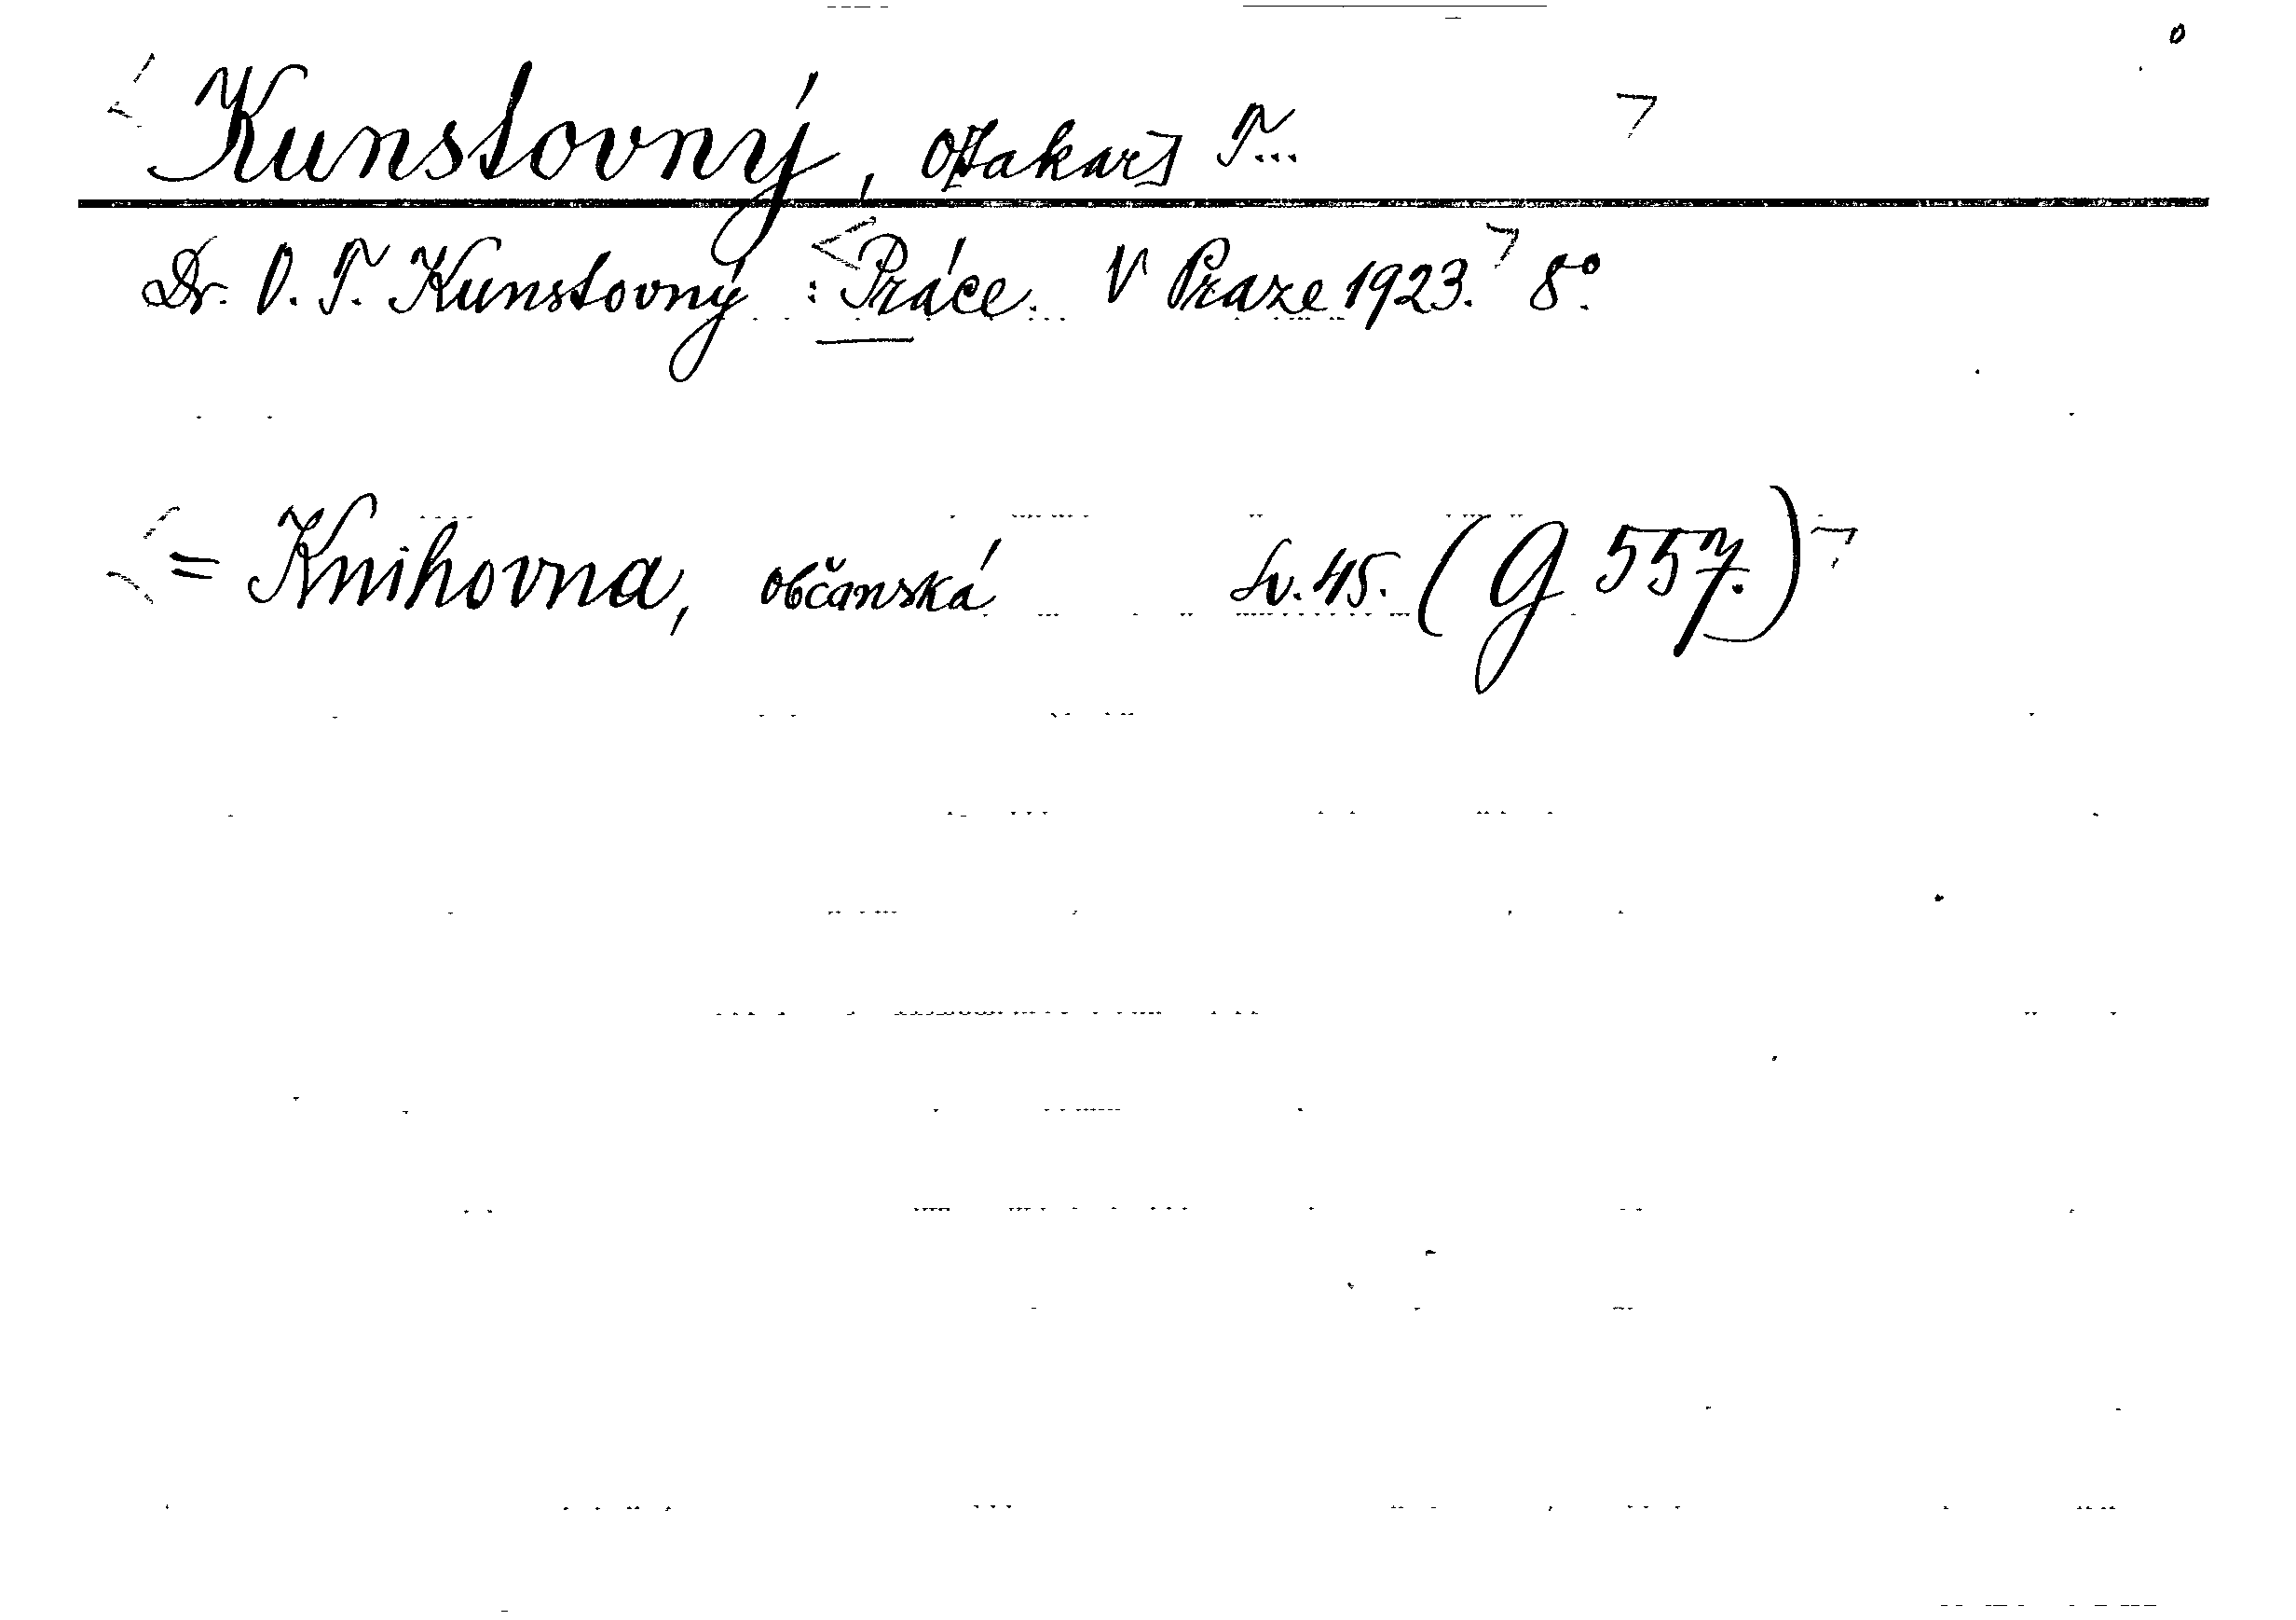 Kunstovný, O[takar] T...
Dr. O. T. Kunstovný : Práce. V Praze 1923. 8°.
= Knihovna, občanská Sv. 45. (G 557.)